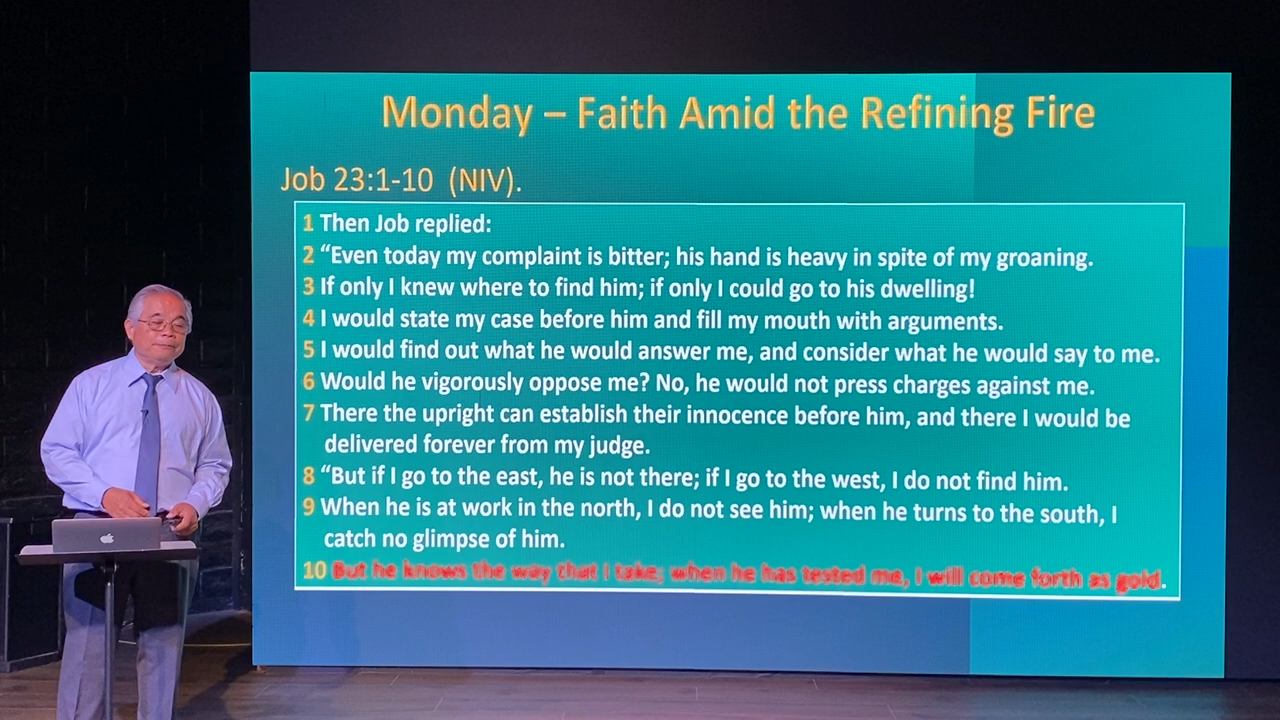 Monday – Faith Amid the Refining Fire
Job 23:1-10 (NIV).
1 Then Job replied:
2 “Even today my complaint is bitter; his hand is heavy in spite of my groaning.
3 If only I knew where to find him; if only I could go to his dwelling!
4 I would state my case before him and fill my mouth with arguments.
5 I would find out what he would answer me, and consider what he would say to me.
6 Would he vigorously oppose me? No, he would not press charges against me.
7 There the upright can establish their innocence before him, and there I would be
delivered forever from my judge.
8 “But if I go to the east, he is not there; if I go to the west, I do not find him.
9 When he is at work in the north, I do not see him; when he turns to the south, I
catch no glimpse of him.
10 But he knows the way that I take; when he has tested me, I will come forth as gold.